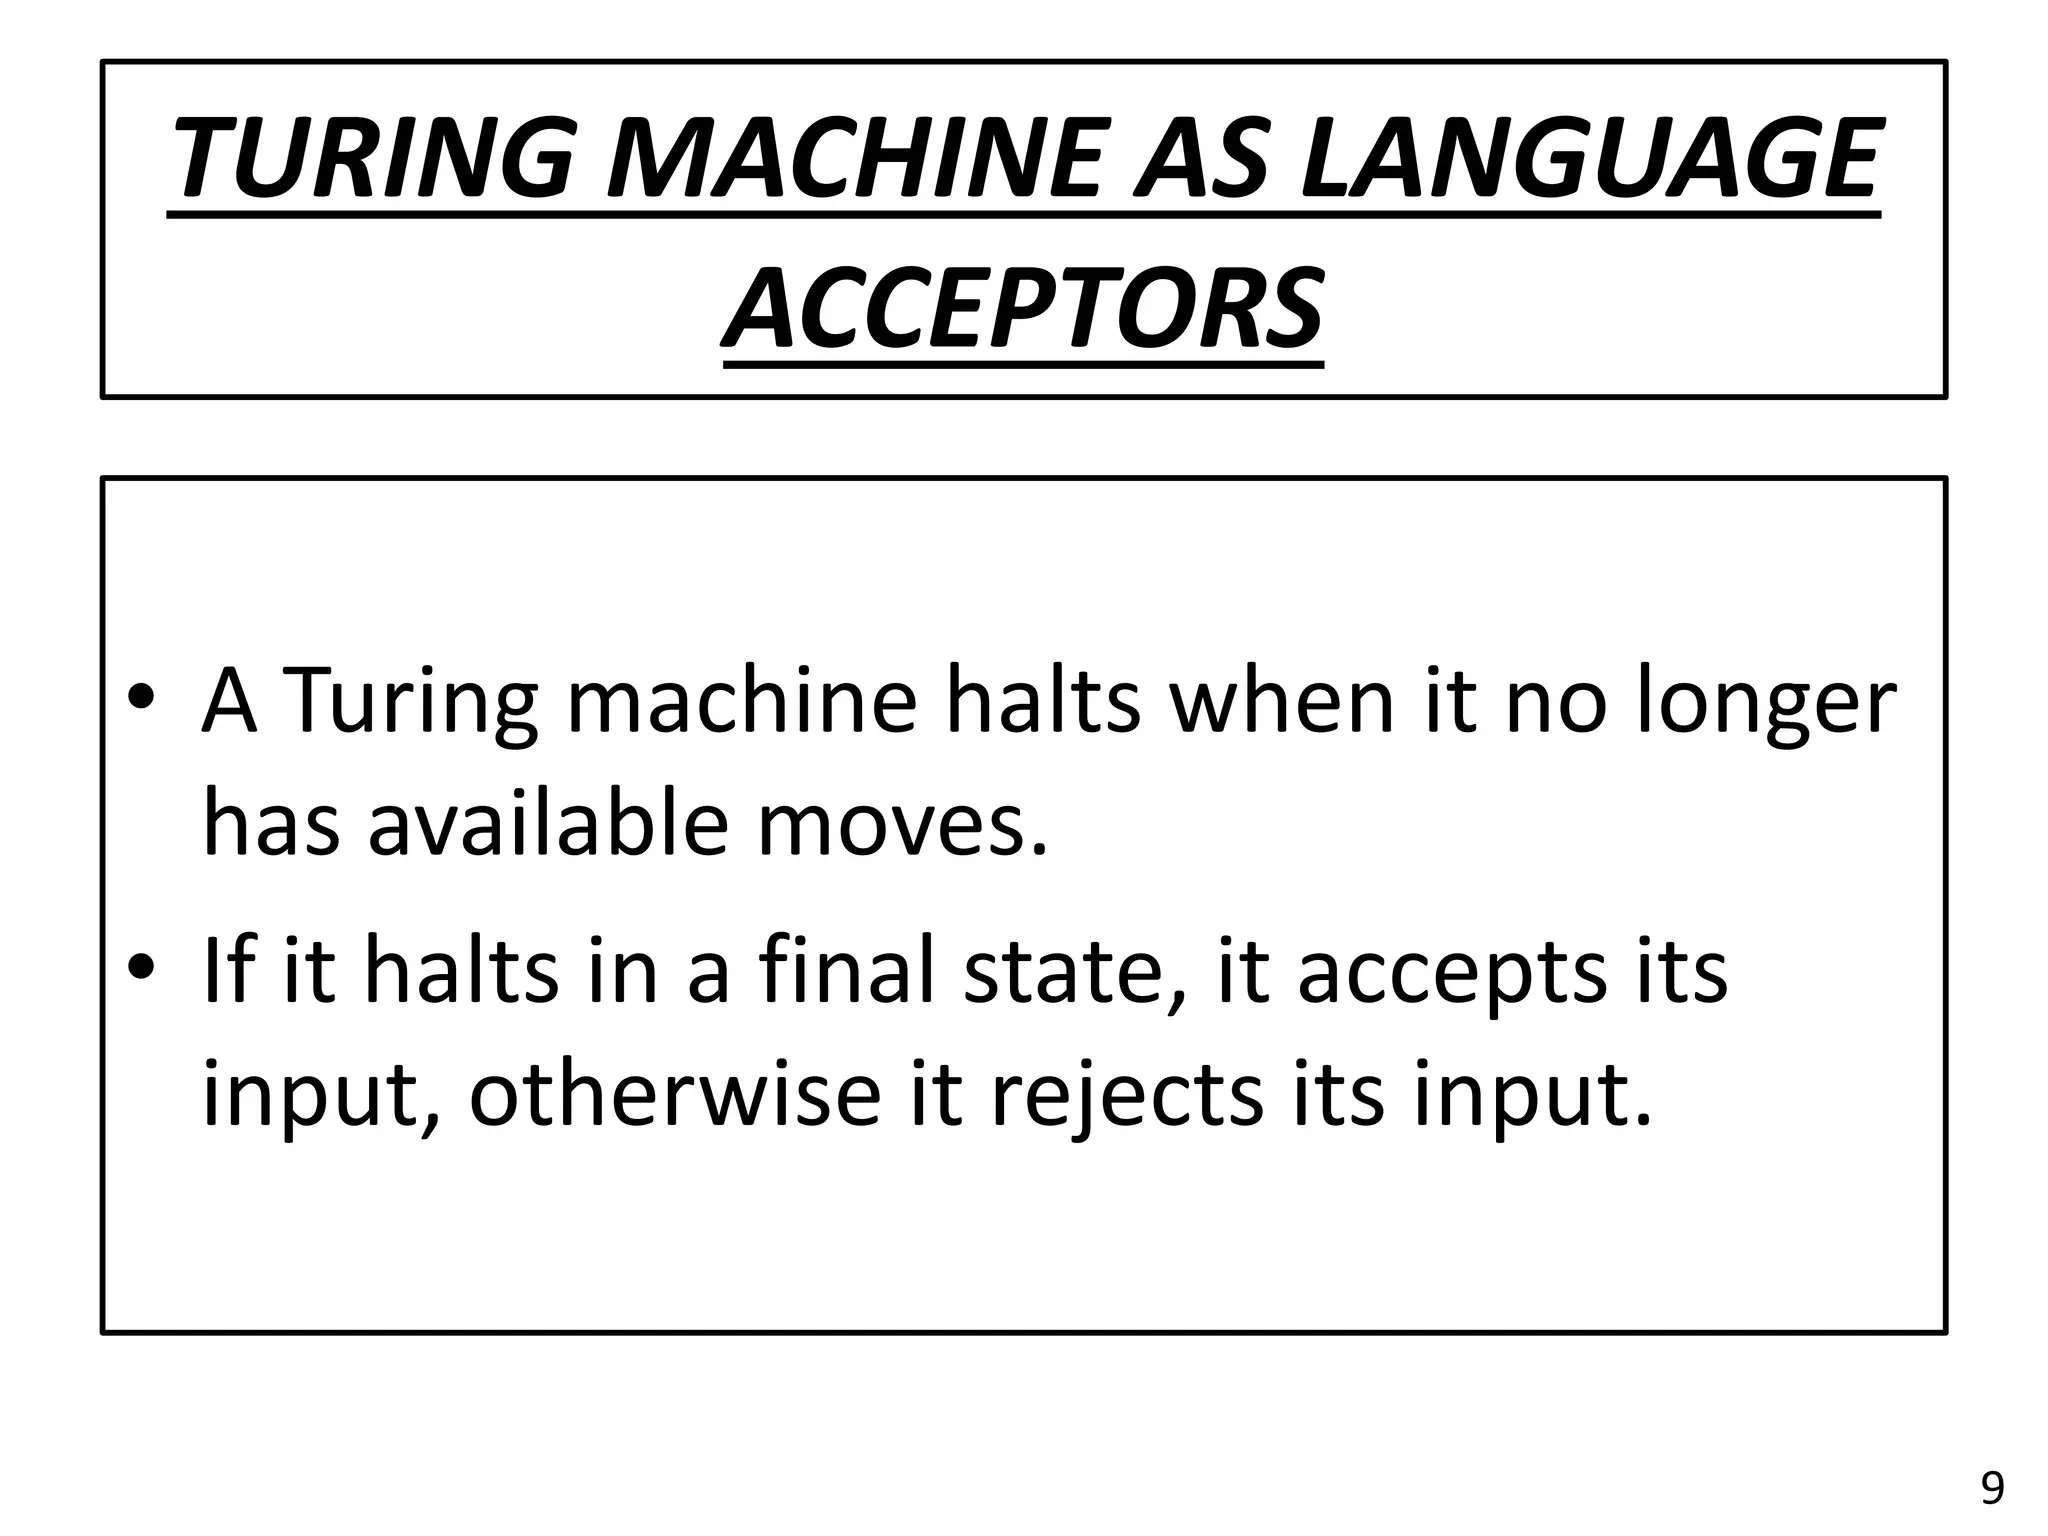 TURING MACHINE AS LANGUAGE
ACCEPTORS
• A Turing machine halts when it no longer
has available moves.
• If it halts in a final state, it accepts its
input, otherwise it rejects its input.
9